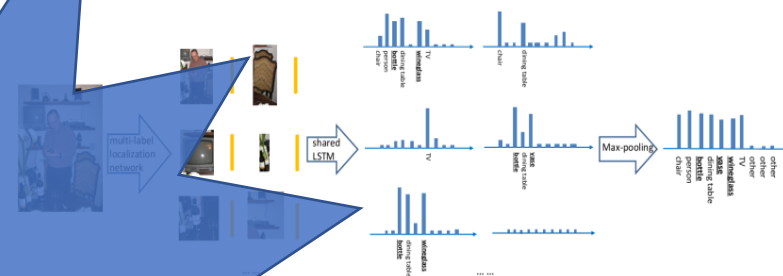 chair
person
bottle
dining table
wineglass
TV
chair
dining table
multi-label
localization
network
shared
LSTM
TV
bottle
dining table
vase
Max-pooling
chair
person
bottle
dining table
vase
wineglass
TV
other
other
other
bottle
dining table
wineglass
... ...